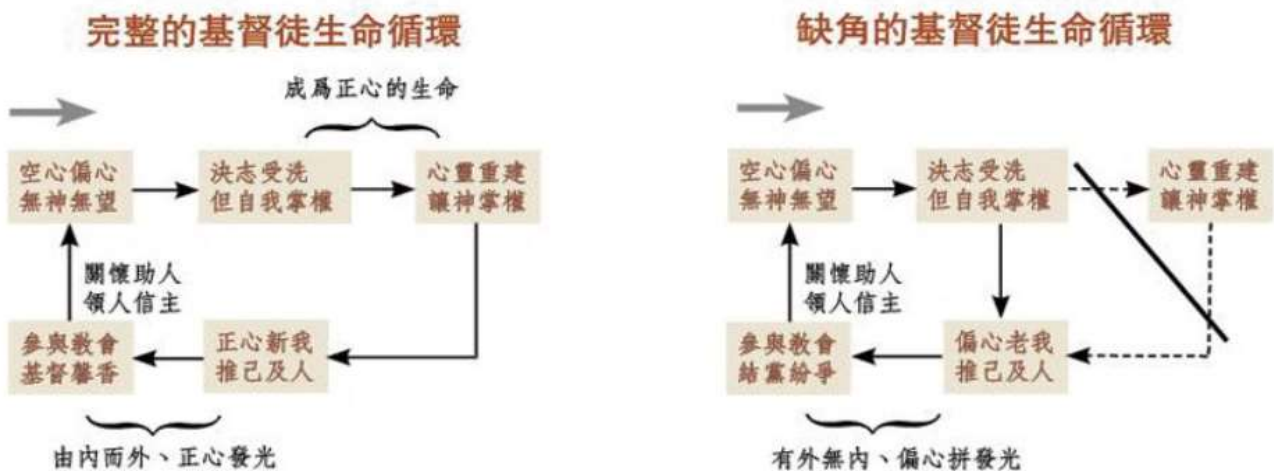 完整的基督徒生命循環
成爲正心的生命
空心偏心
無神無望
決志受洗
但自我掌權
心靈重建
讓神掌權
關懷助人
領人信主
參與教會
基督馨香
正心新我
推己及人
由內而外、正心發光
缺角的基督徒生命循環
空心偏心
無神無望
決志受洗
但自我掌權
心靈重建
讓神掌權
關懷助人
領人信主
參與教會
結黨紛爭
偏心老我
推己及人
有外無內、偏心拼發光